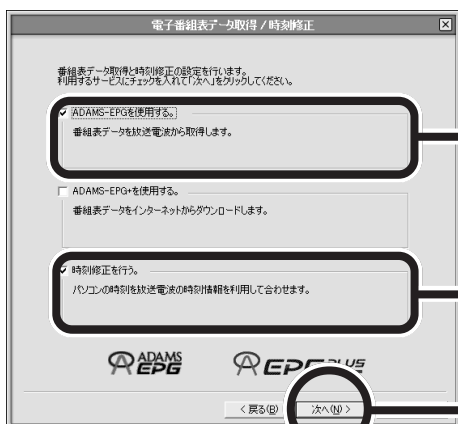 電子番組表データ取得 / 時刻修正
番組表データ取得と時刻修正の設定を行います。
利用するサービスにチェックを入れて「次へ」をクリックしてください。
ADAMS-EPGを使用する。
番組表データを放送電波から取得します。
ADAMS-EPG+を使用する。
番組表データをインターネットからダウンロードします。
時刻修正を行う。
パソコンの時刻を放送電波の時刻情報を利用して合わせます。
ADAMS
EPG
EPG PLUS
< 戻る(B)
次へ(N) >